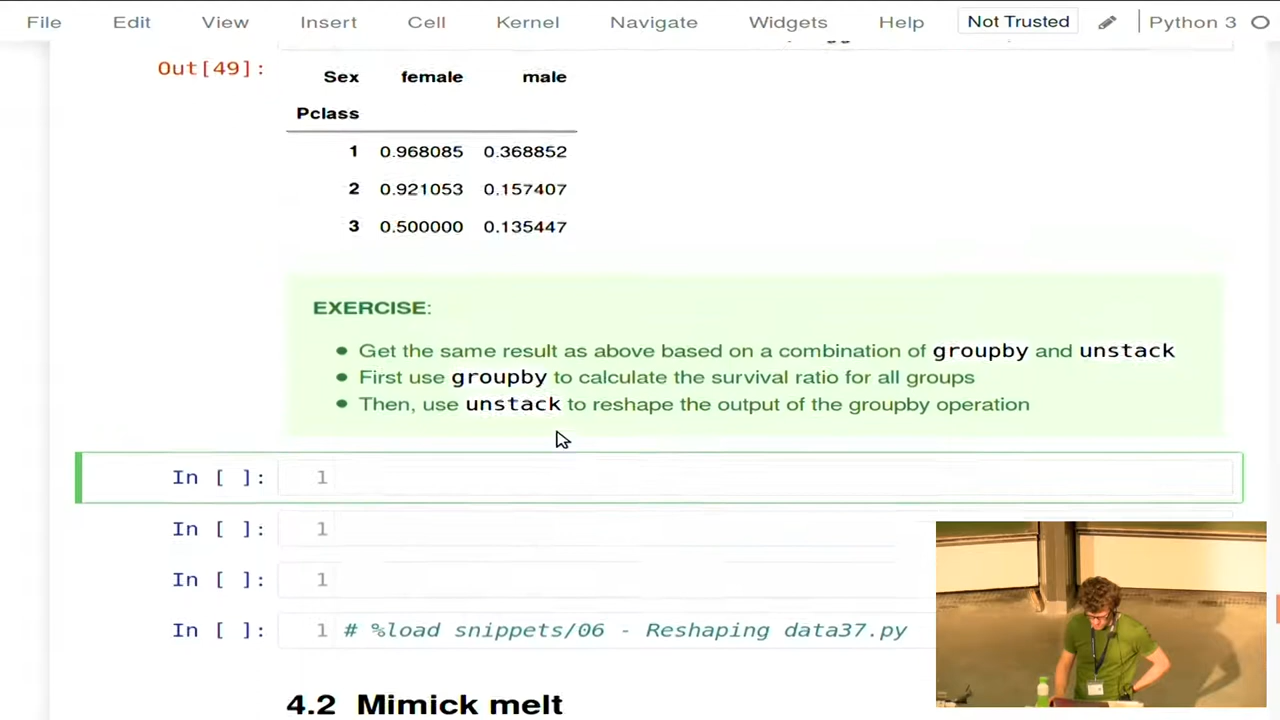 File Edit View Insert Cell Kernel Navigate Widgets Help Not Trusted Python 3
Out[49]:
Sex female male
Pclass
1 0.968085 0.368852
2 0.921053 0.157407
3 0.500000 0.135447
EXERCISE:
Get the same result as above based on a combination of groupby and unstack
First use groupby to calculate the survival ratio for all groups
Then, use unstack to reshape the output of the groupby operation
In [ ]: 1
In [ ]: 1
In [ ]: 1
In [ ]: 1 # %load snippets/06 - Reshaping data37.py
4.2 Mimick melt